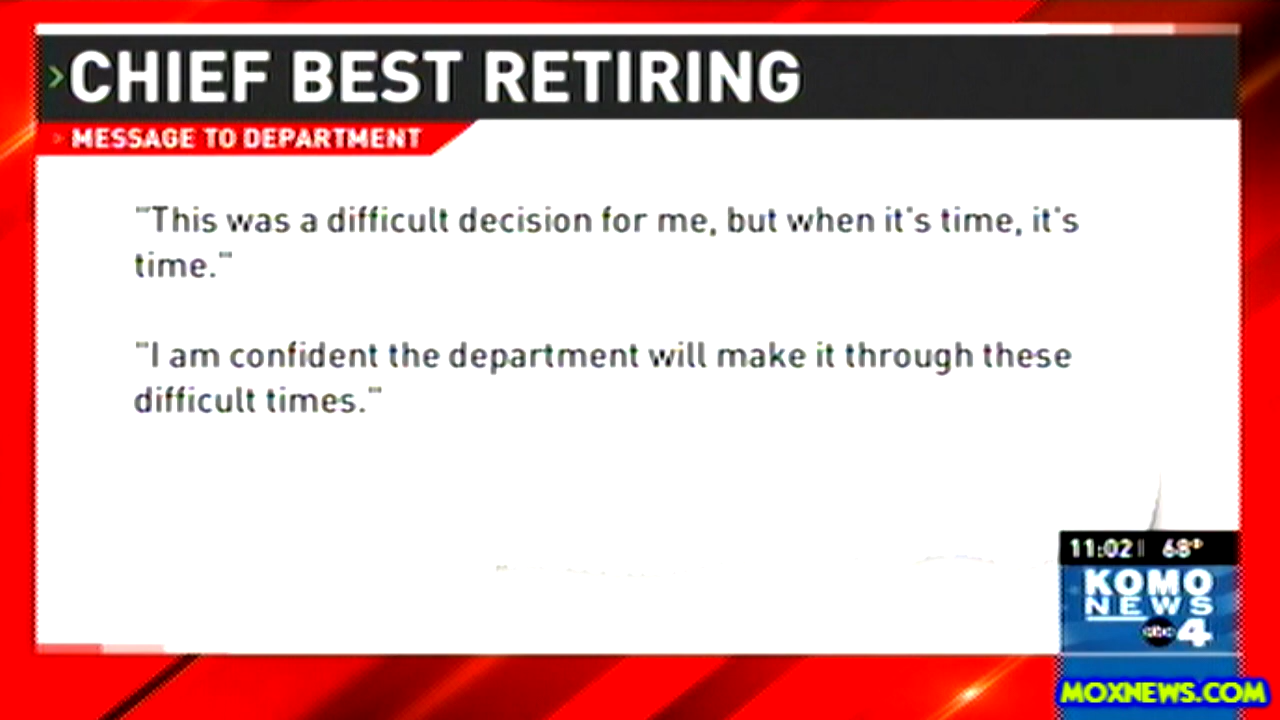 CHIEF BEST RETIRING
MESSAGE TO DEPARTMENT
"This was a difficult decision for me, but when it's time, it's
time."
"I am confident the department will make it through these
difficult times."
11:02 68°
KOMO
NEWS
abc 4
MOXNEWS.COM